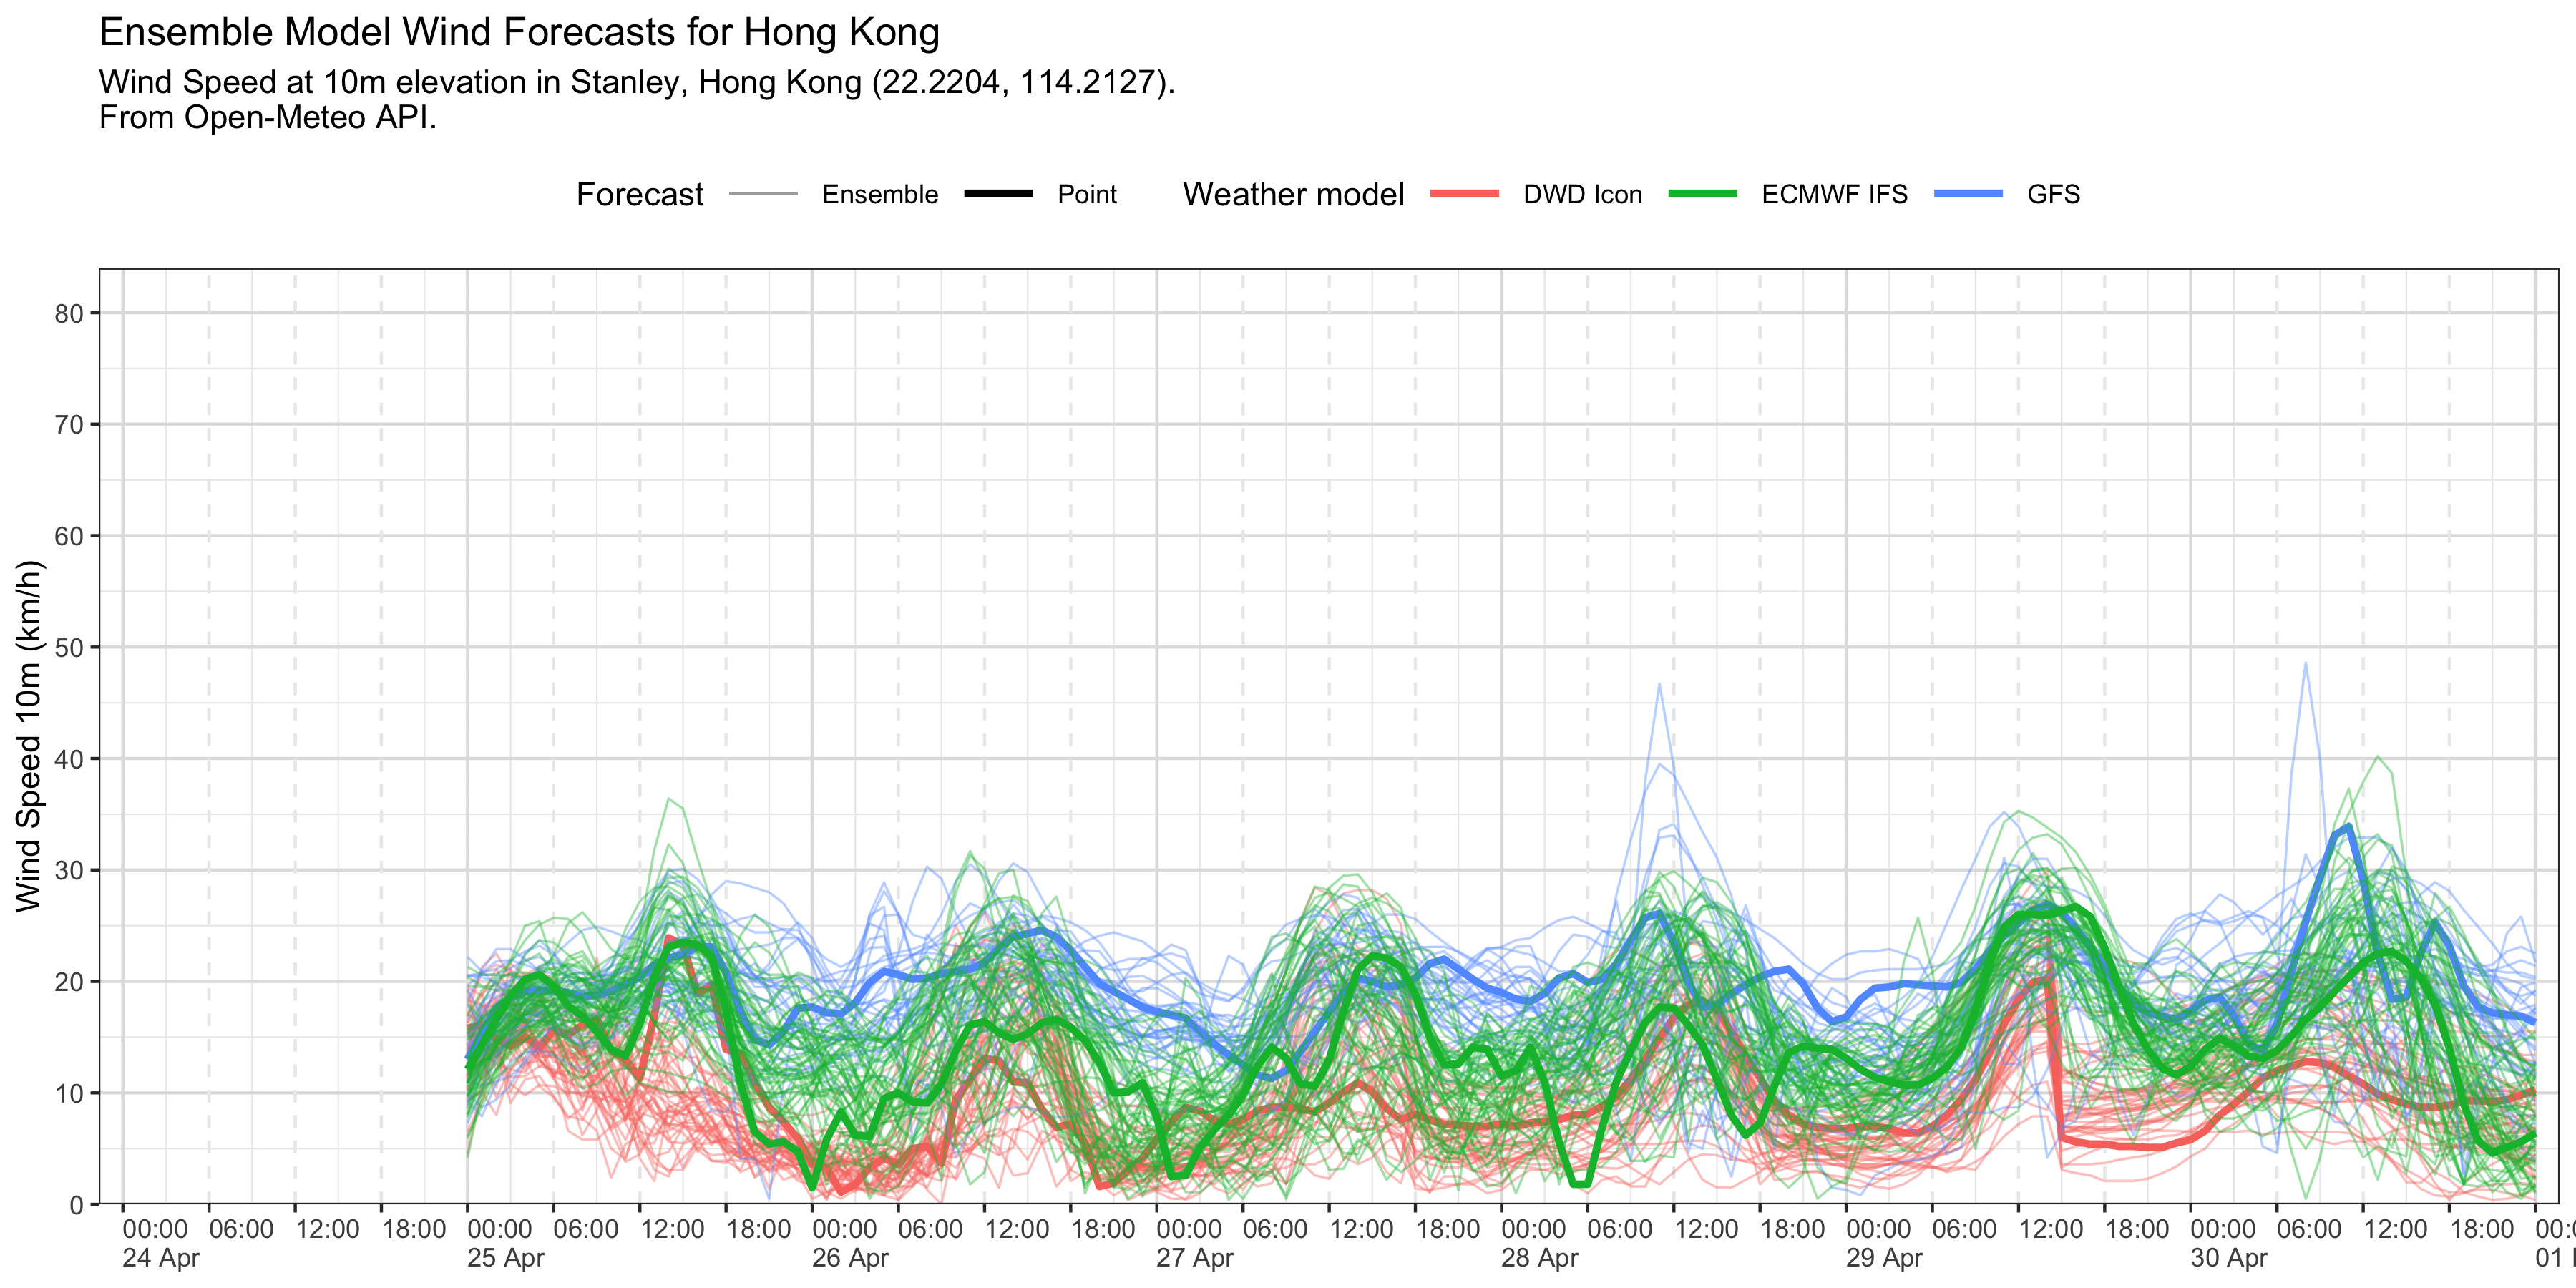 Ensemble Model Wind Forecasts for Hong Kong
Wind Speed at 10m elevation in Stanley, Hong Kong (22.2204, 114.2127).
From Open-Meteo API.
Forecast Ensemble Point Weather model DWD Icon ECMWF IFS GFS
Wind Speed 10m (km/h)
80
70
60
50
40
30
20
10
0
00:00 06:00 12:00 18:00 00:00 06:00 12:00 18:00 00:00 06:00 12:00 18:00 00:00 06:00 12:00 18:00 00:00 06:00 12:00 18:00 00:00 06:00 12:00 18:00 00:00 06:00 12:00 18:00
24 Apr 25 Apr 26 Apr 27 Apr 28 Apr 29 Apr 30 Apr 01